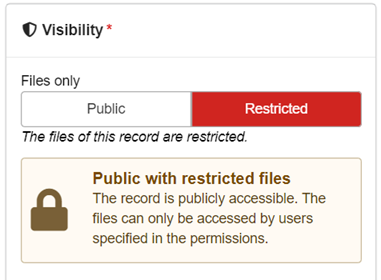 Visibility *
Files only
Public Restricted
The files of this record are restricted.
Public with restricted files
The record is publicly accessible. The
files can only be accessed by users
specified in the permissions.